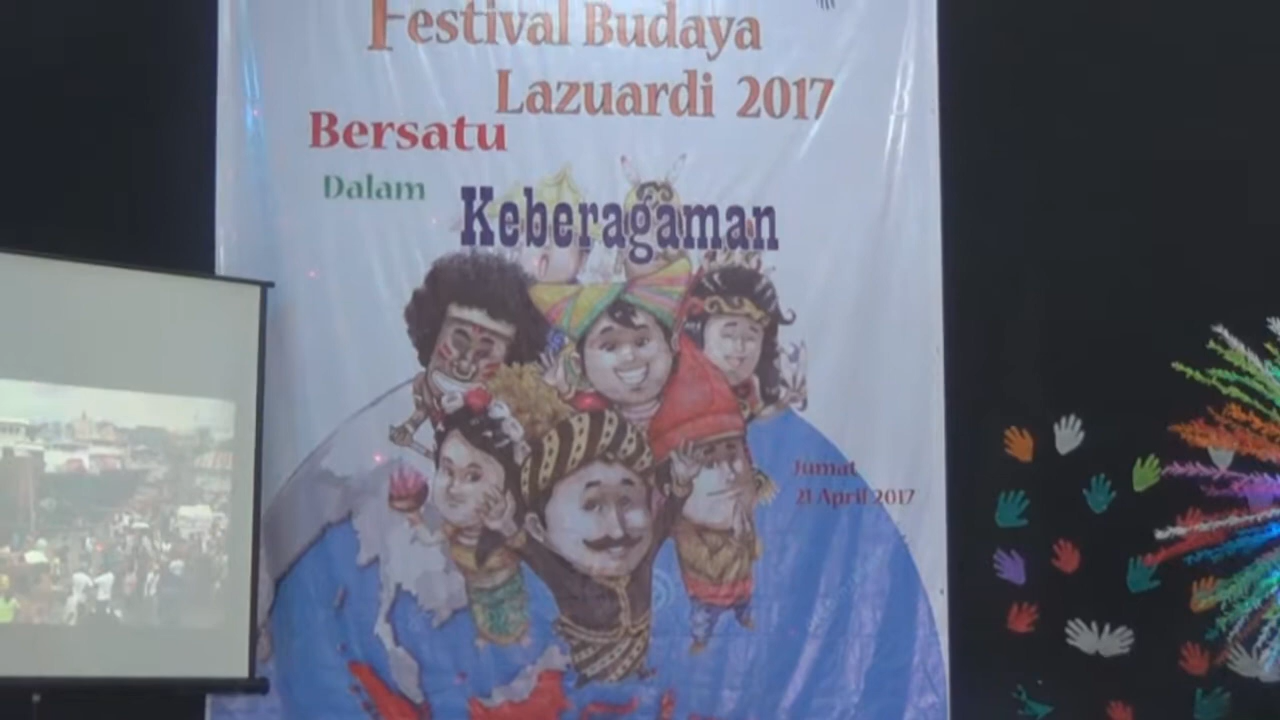 Festival Budaya
Lazuardi 2017
Bersatu
Dalam
Keberagaman
Jumat
21 April 2017